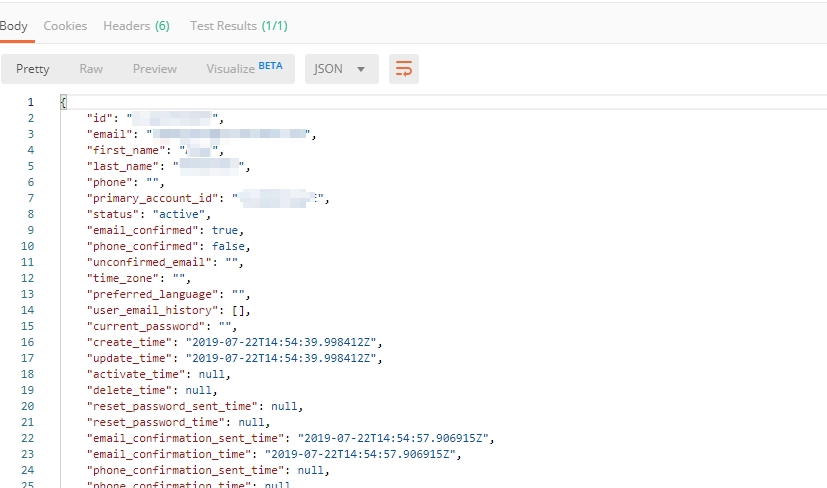 Body Cookies Headers (6) Test Results (1/1)
Pretty Raw Preview Visualize BETA JSON
1 {
2 "id": "",
3 "email": "",
4 "first_name": "",
5 "last_name": "",
6 "phone": "",
7 "primary_account_id": "",
8 "status": "active",
9 "email_confirmed": true,
10 "phone_confirmed": false,
11 "unconfirmed_email": "",
12 "time_zone": "",
13 "preferred_language": "",
14 "user_email_history": [],
15 "current_password": "",
16 "create_time": "2019-07-22T14:54:39.998412Z",
17 "update_time": "2019-07-22T14:54:39.998412Z",
18 "activate_time": null,
19 "delete_time": null,
20 "reset_password_sent_time": null,
21 "reset_password_time": null,
22 "email_confirmation_sent_time": "2019-07-22T14:54:57.906915Z",
23 "email_confirmation_time": "2019-07-22T14:54:57.906915Z",
24 "phone_confirmation_sent_time": null,
25 "phone_confirmation_time": null